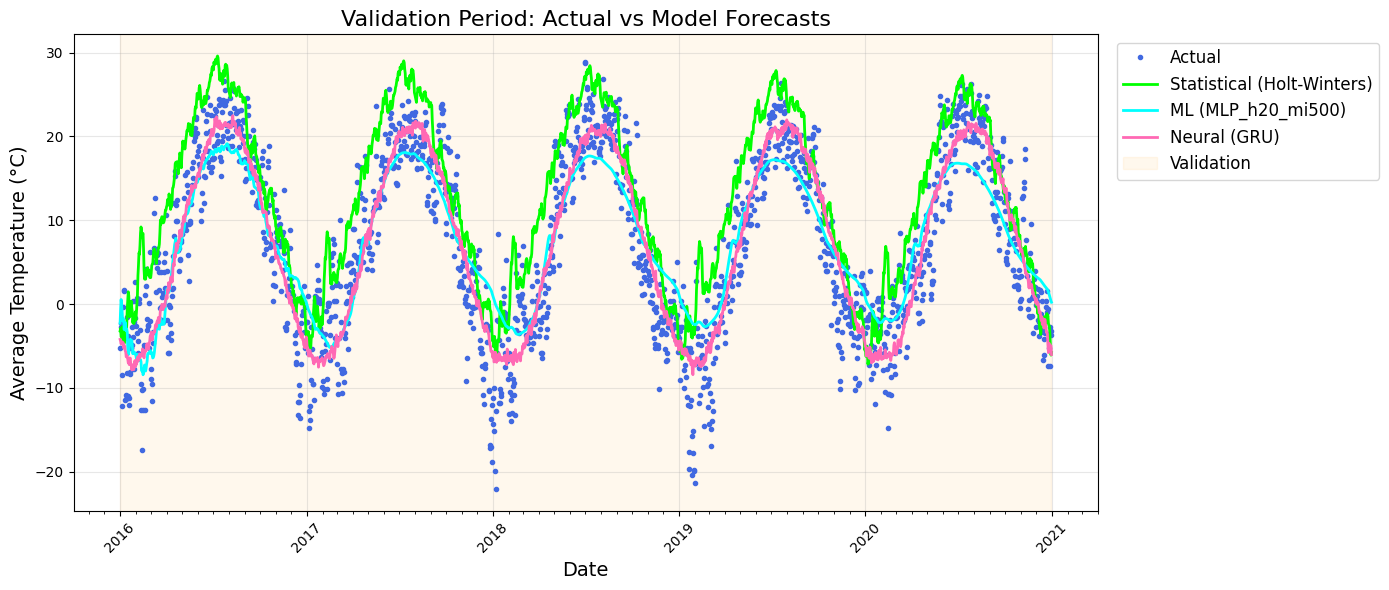 Validation Period: Actual vs Model Forecasts
Average Temperature (°C)
30
20
10
0
−10
−20
2016
2017
2018
2019
2020
2021
Date
Actual
Statistical (Holt-Winters)
ML (MLP_h20_mi500)
Neural (GRU)
Validation